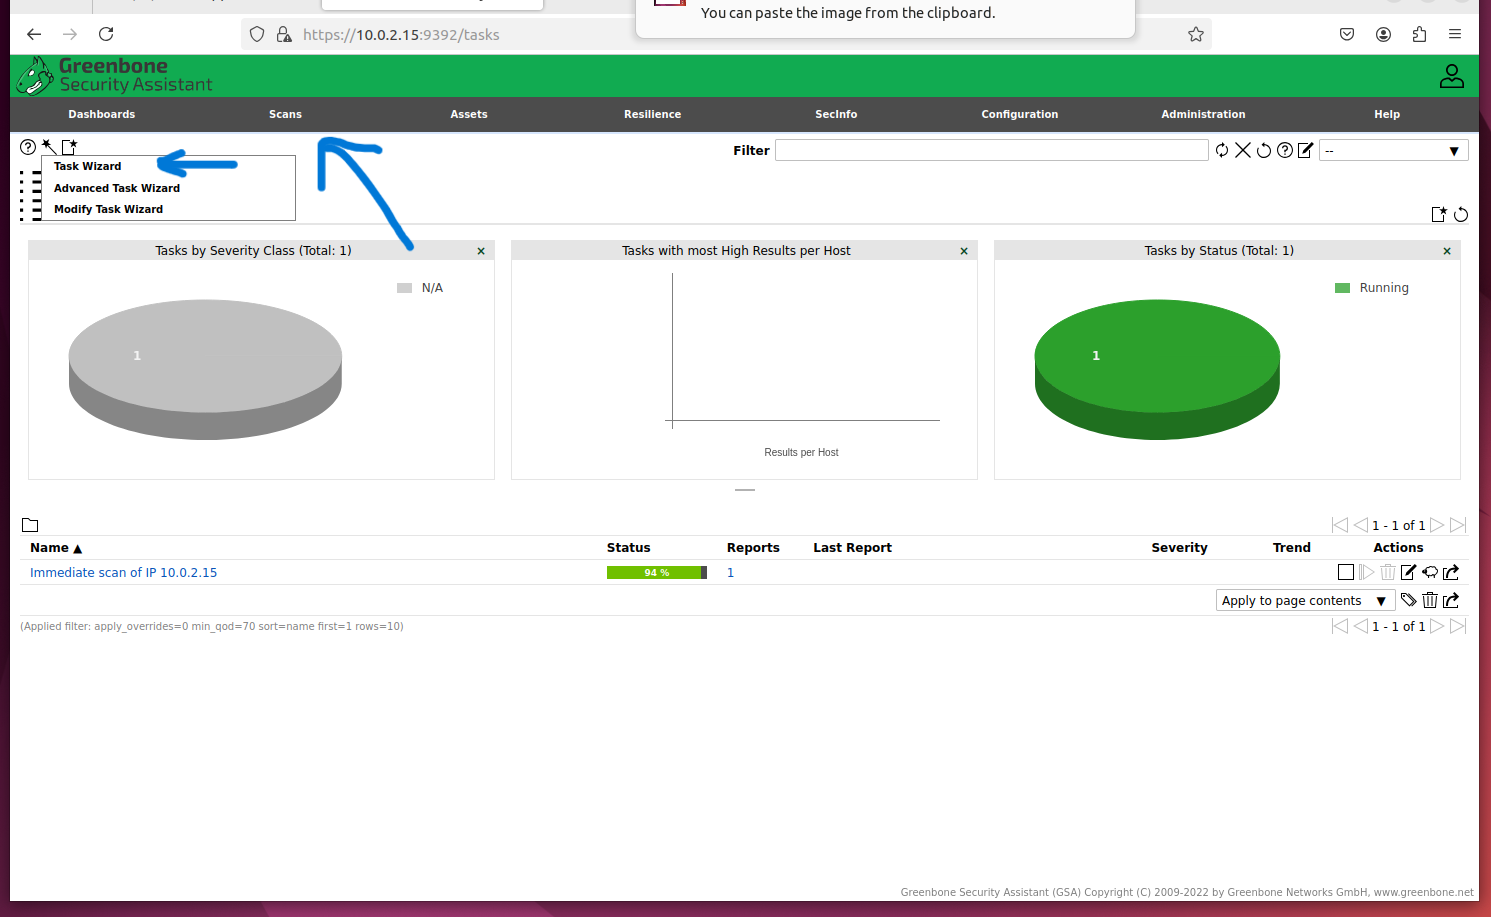 You can paste the image from the clipboard.
https://10.0.2.15:9392/tasks
Greenbone
Security Assistant
Dashboards Scans Assets Resilience SecInfo Configuration Administration Help
Filter --
Task Wizard
Advanced Task Wizard
Modify Task Wizard
Tasks by Severity Class (Total: 1) × Tasks with most High Results per Host × Tasks by Status (Total: 1) ×
N/A
1
Results per Host
Running
1
1 - 1 of 1
Name ▲ Status Reports Last Report Severity Trend Actions
Immediate scan of IP 10.0.2.15 94 % 1
Apply to page contents ▼
(Applied filter: apply_overrides=0 min_qod=70 sort=name first=1 rows=10) 1 - 1 of 1
Greenbone Security Assistant (GSA) Copyright (C) 2009-2022 by Greenbone Networks GmbH, www.greenbone.net